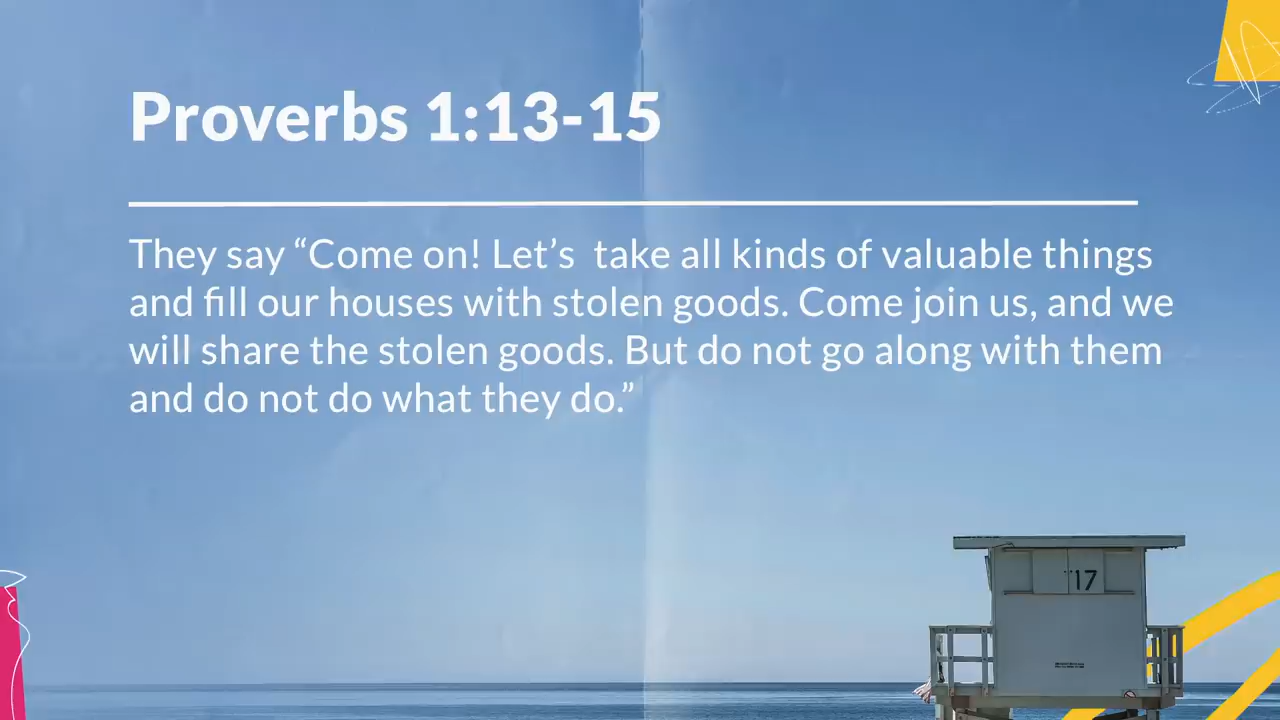 Proverbs 1:13-15
They say “Come on! Let’s  take all kinds of valuable things
and fill our houses with stolen goods. Come join us, and we
will share the stolen goods. But do not go along with them
and do not do what they do.”
17